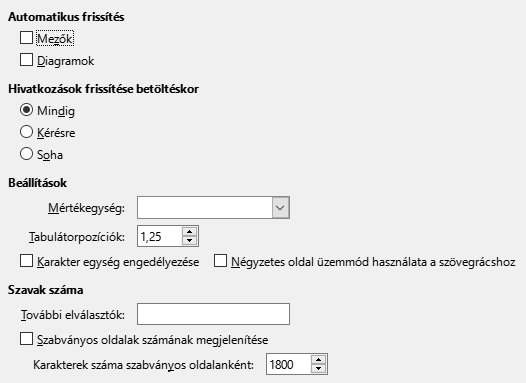 Automatikus frissítés
Mezők
Diagramok
Hivatkozások frissítése betöltéskor
Mindig
Kérésre
Soha
Beállítások
Mértékegység:
Tabulátorpozíciók: 1,25
Karakter egység engedélyezése Négyzetes oldal üzemmód használata a szövegrácshoz
Szavak száma
További elválasztók:
Szabványos oldalak számának megjelenítése
Karakterek száma szabványos oldalanként: 1800